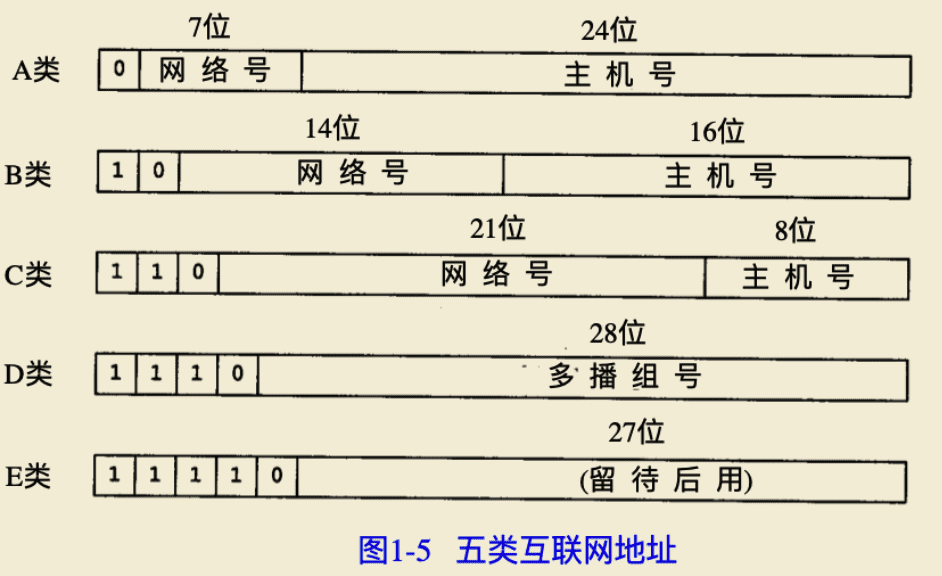 7位 24位
A类 0 网络号 主机号
14位 16位
B类 1 0 网络号 主机号
21位 8位
C类 1 1 0 网络号 主机号
28位
D类 1 1 1 0 多播组号
27位
E类 1 1 1 1 0 (留待后用)
图1-5 五类互联网地址